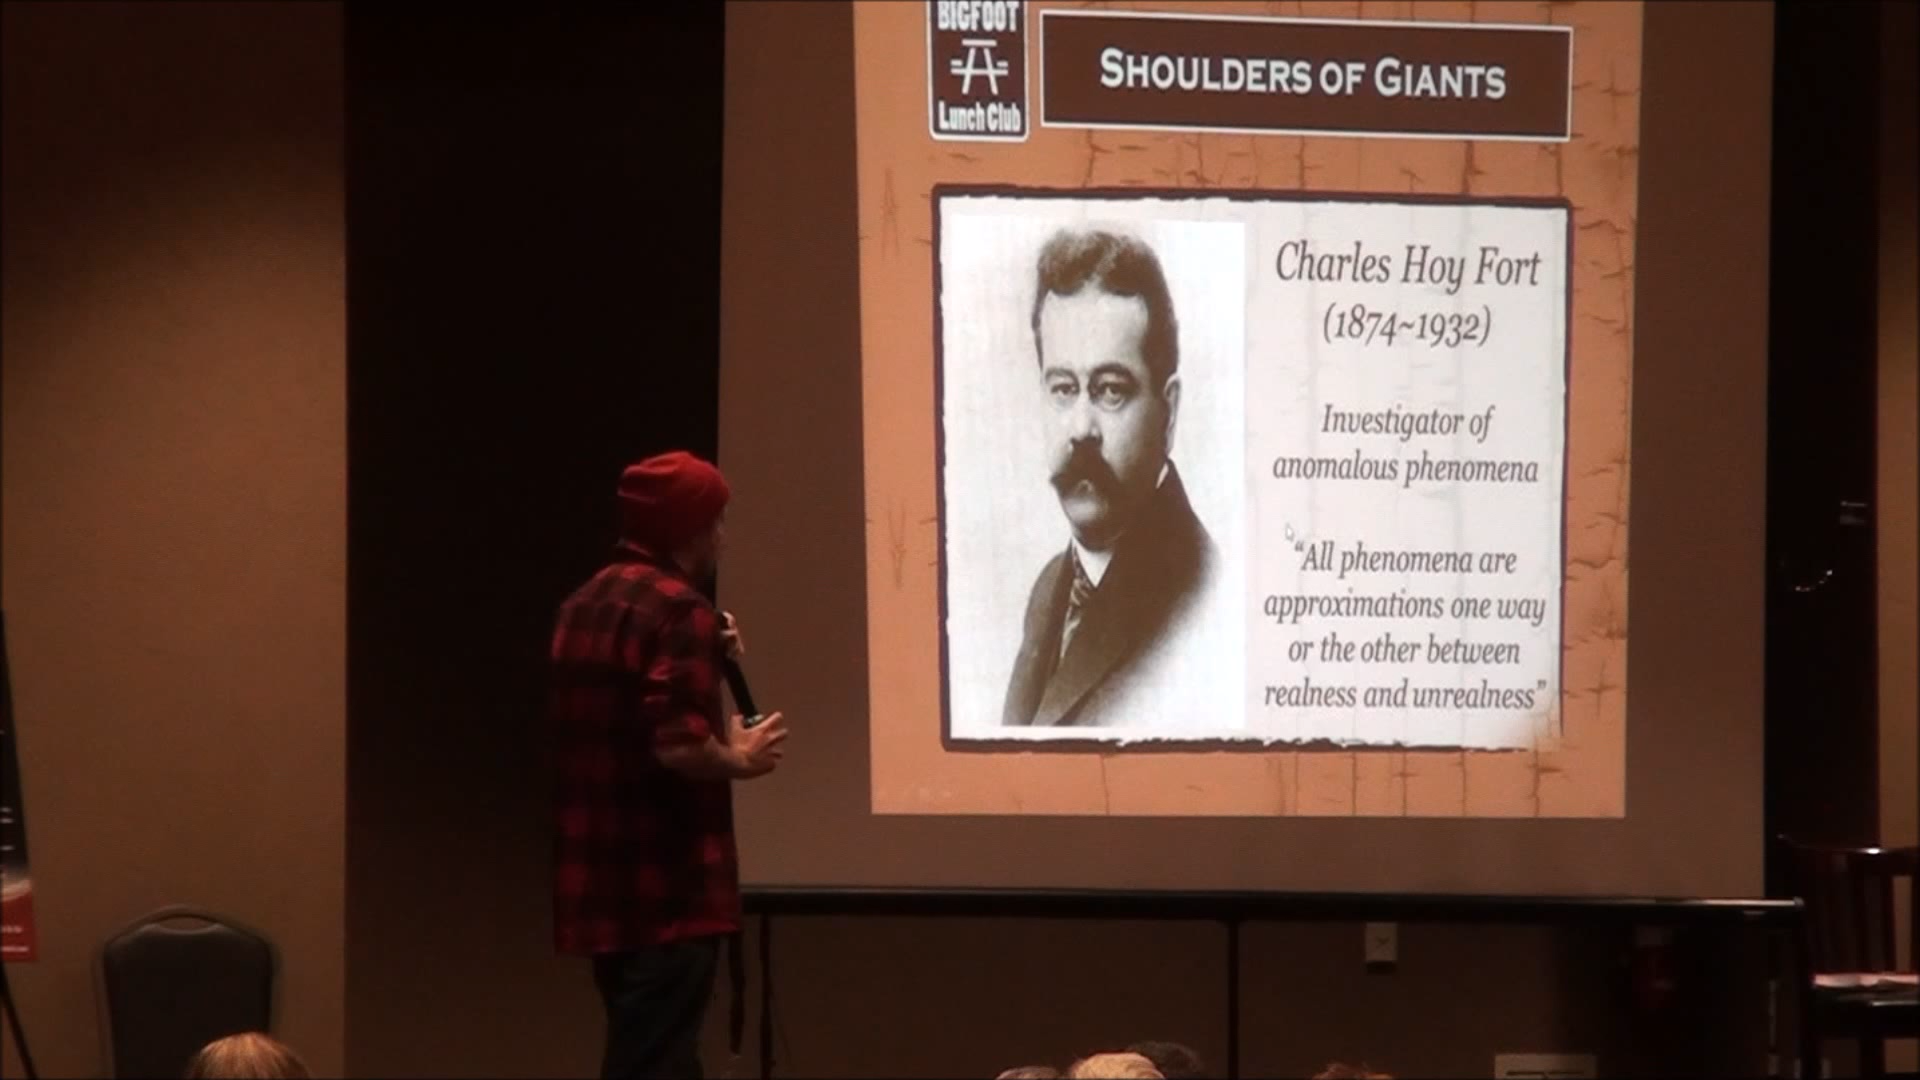 BIGFOOT
Lunch Club
SHOULDERS OF GIANTS
Charles Hoy Fort
(1874~1932)
Investigator of
anomalous phenomena
“All phenomena are
approximations one way
or the other between
realness and unrealness”